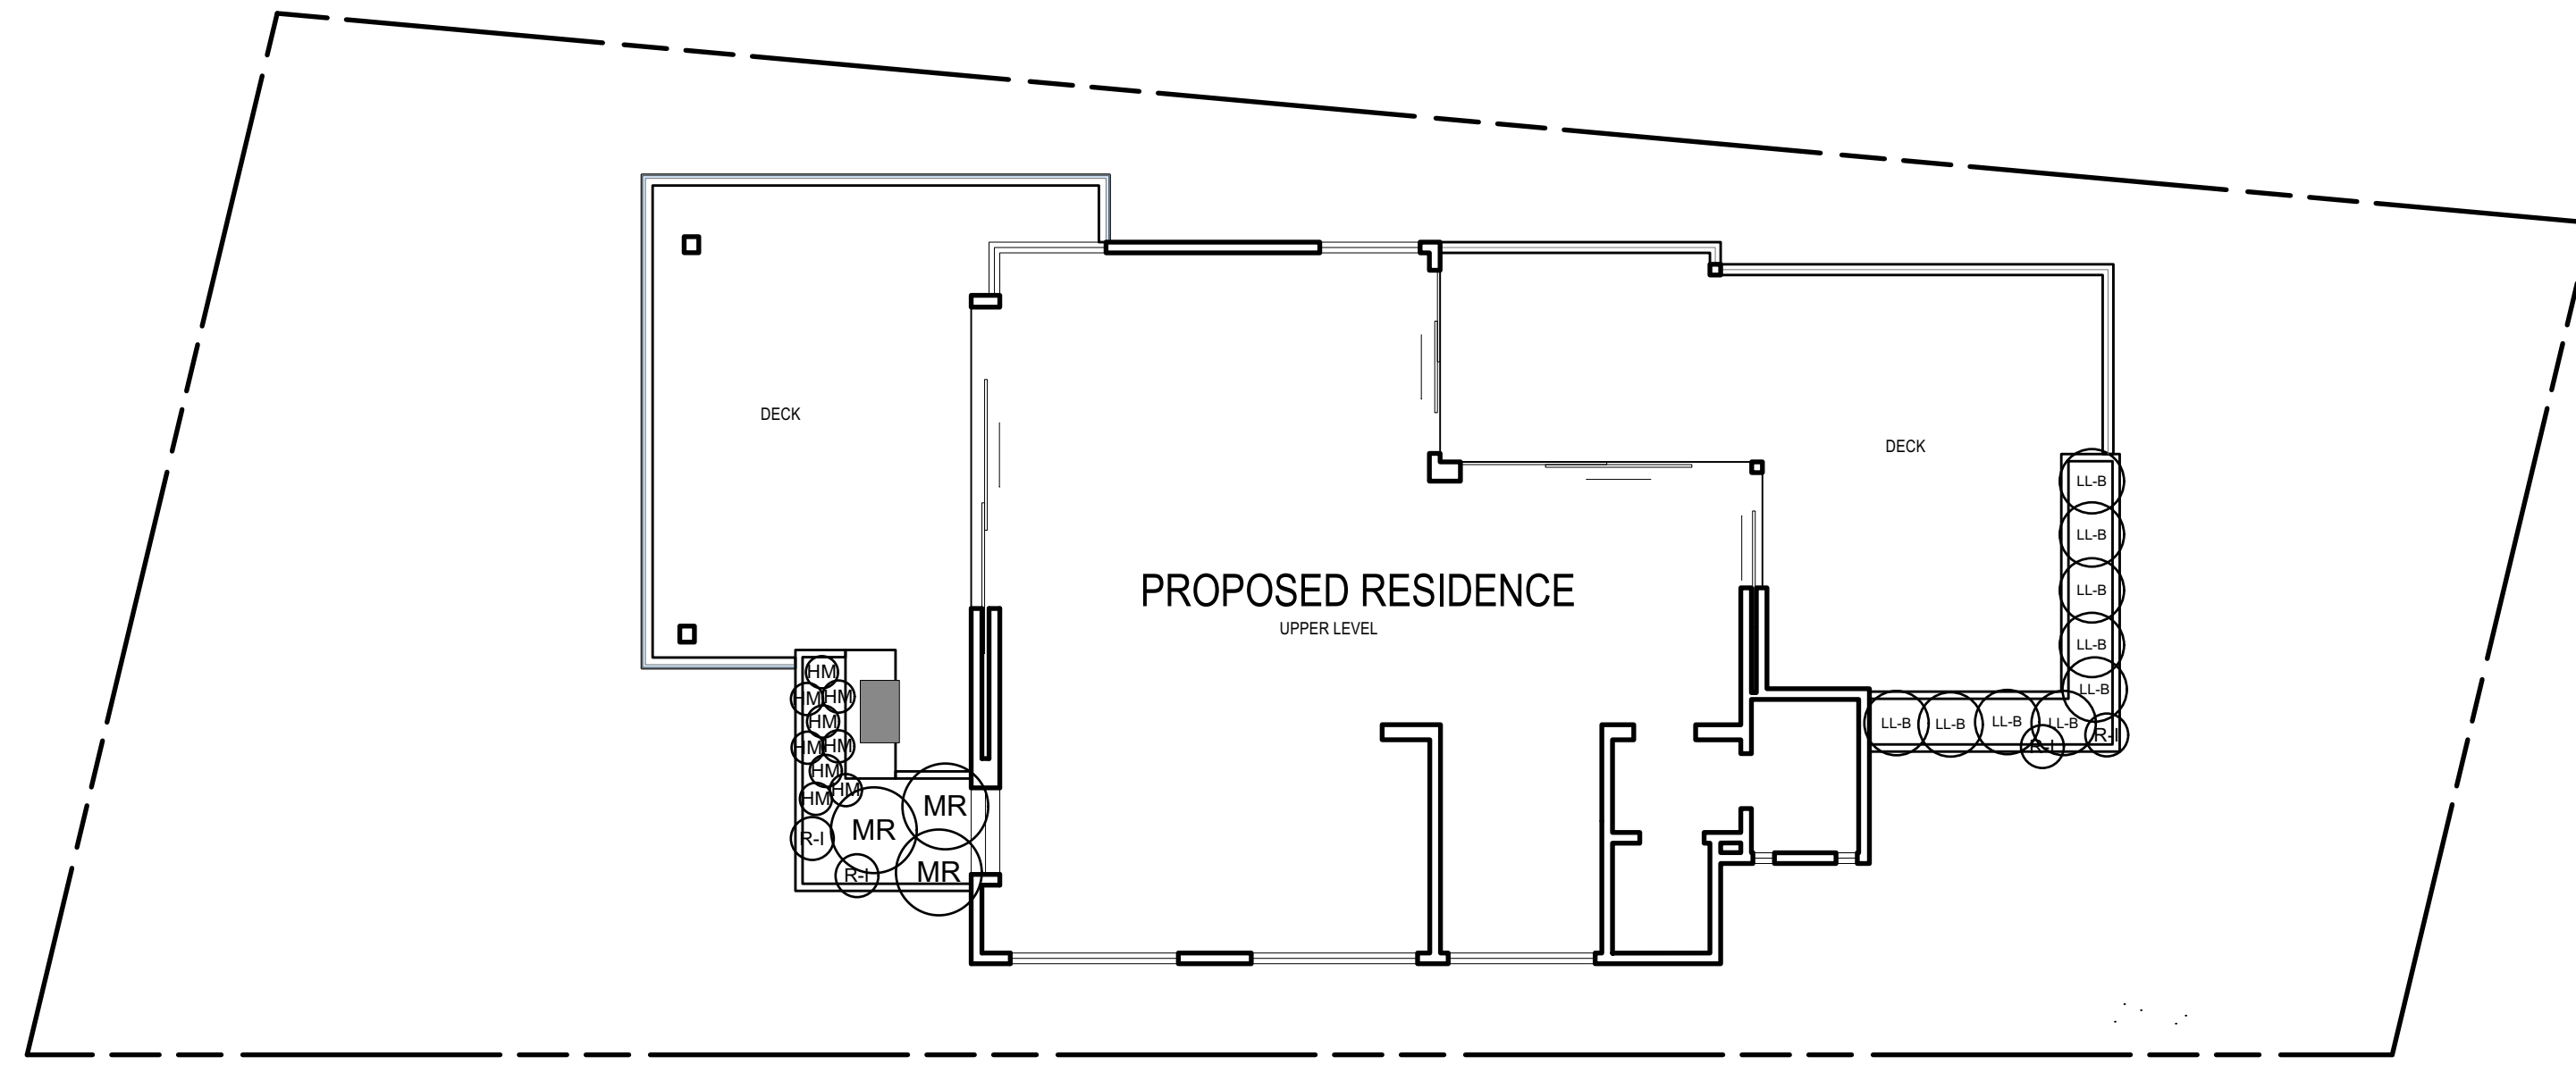 DECK
DECK
LL-B
LL-B
PROPOSED RESIDENCE
LL-B
UPPER LEVEL
LL-B
HM
LL-B
HM
HM
HM
LL-B
LL-B
LL-B
LL-B
R-I
HM
HM
R-I
HM
HM
HM
MR
MR
R-I
MR
R-I